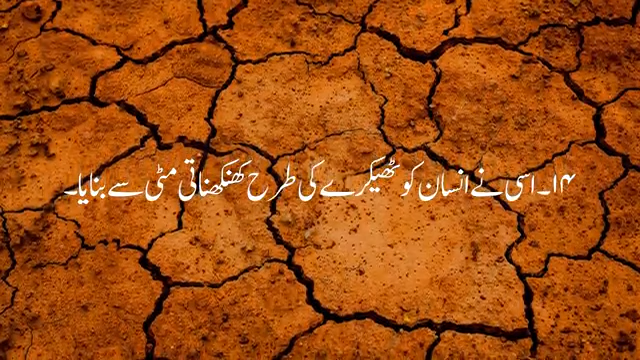 ۱۴۔ اسی نے انسان کو ٹھیکرے کی طرح کھنکھناتی مٹی سے بنایا۔